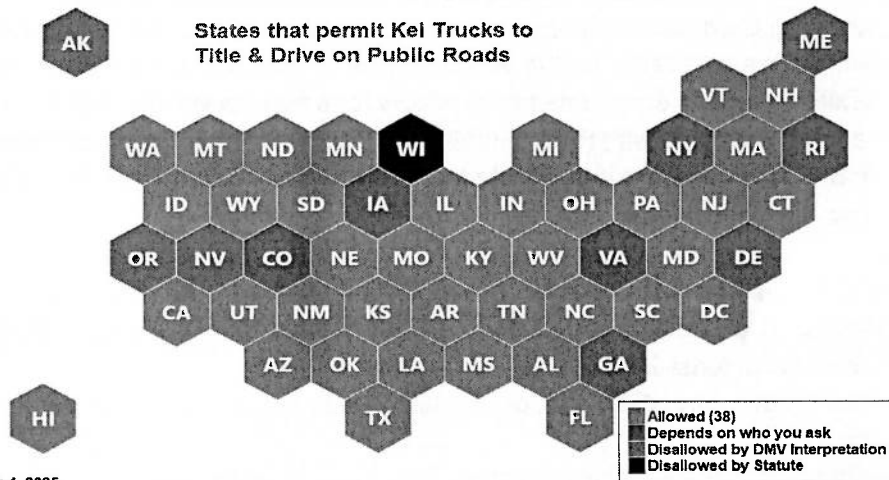 States that permit Kei Trucks to
Title & Drive on Public Roads
AK
ME
VT NH
WA MT ND MN WI MI NY MA RI
ID WY SD IA IL IN OH PA NJ CT
OR NV CO NE MO KY WV VA MD DE
CA UT NM KS AR TN NC SC DC
AZ OK LA MS AL GA
HI
TX
FL
Allowed (38)
Depends on who you ask
Disallowed by DMV Interpretation
Disallowed by Statute